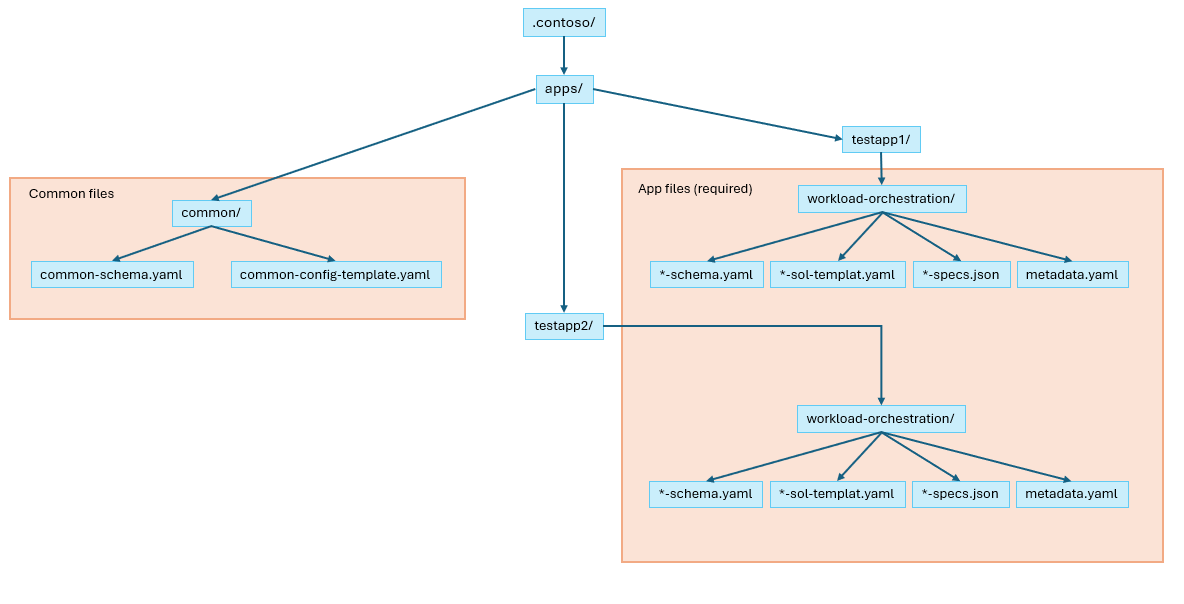 .contoso/
apps/
testapp1/
Common files
common/
common-schema.yaml
common-config-template.yaml
App files (required)
workload-orchestration/
*-schema.yaml
*-sol-templat.yaml
*-specs.json
metadata.yaml
testapp2/
workload-orchestration/
*-schema.yaml
*-sol-templat.yaml
*-specs.json
metadata.yaml